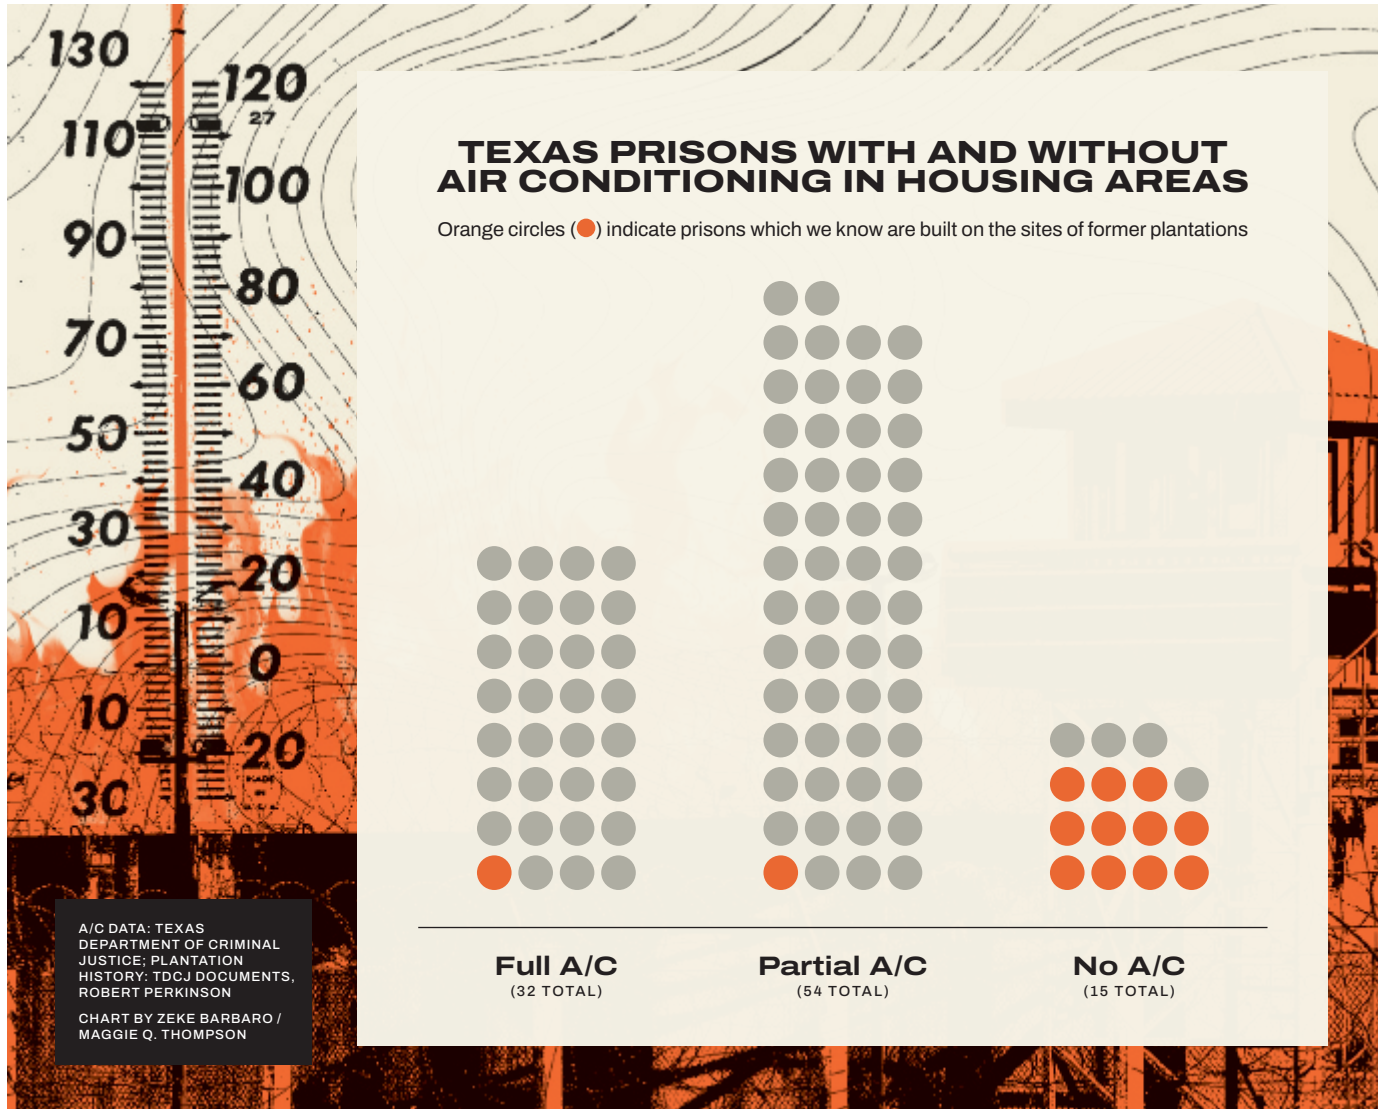 130
120
27
110
100
90
80
70
60
50
40
30
20
10
0
10
20
MADE
30
TEXAS PRISONS WITH AND WITHOUT
AIR CONDITIONING IN HOUSING AREAS
Orange circles ( ) indicate prisons which we know are built on the sites of former plantations
Full A/C
(32 TOTAL)
Partial A/C
(54 TOTAL)
No A/C
(15 TOTAL)
A/C DATA: TEXAS
DEPARTMENT OF CRIMINAL
JUSTICE; PLANTATION
HISTORY: TDCJ DOCUMENTS,
ROBERT PERKINSON
CHART BY ZEKE BARBARO /
MAGGIE Q. THOMPSON